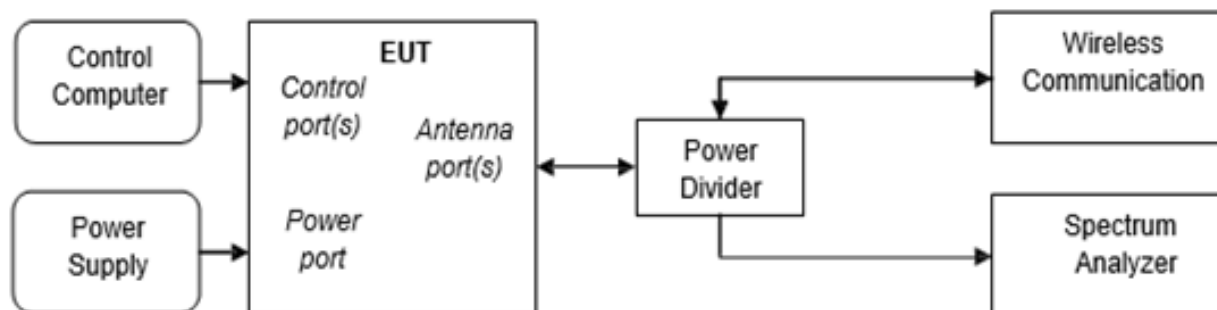 Control
Computer
Power
Supply
EUT
Control
port(s)
Antenna
port(s)
Power
port
Power
Divider
Wireless
Communication
Spectrum
Analyzer